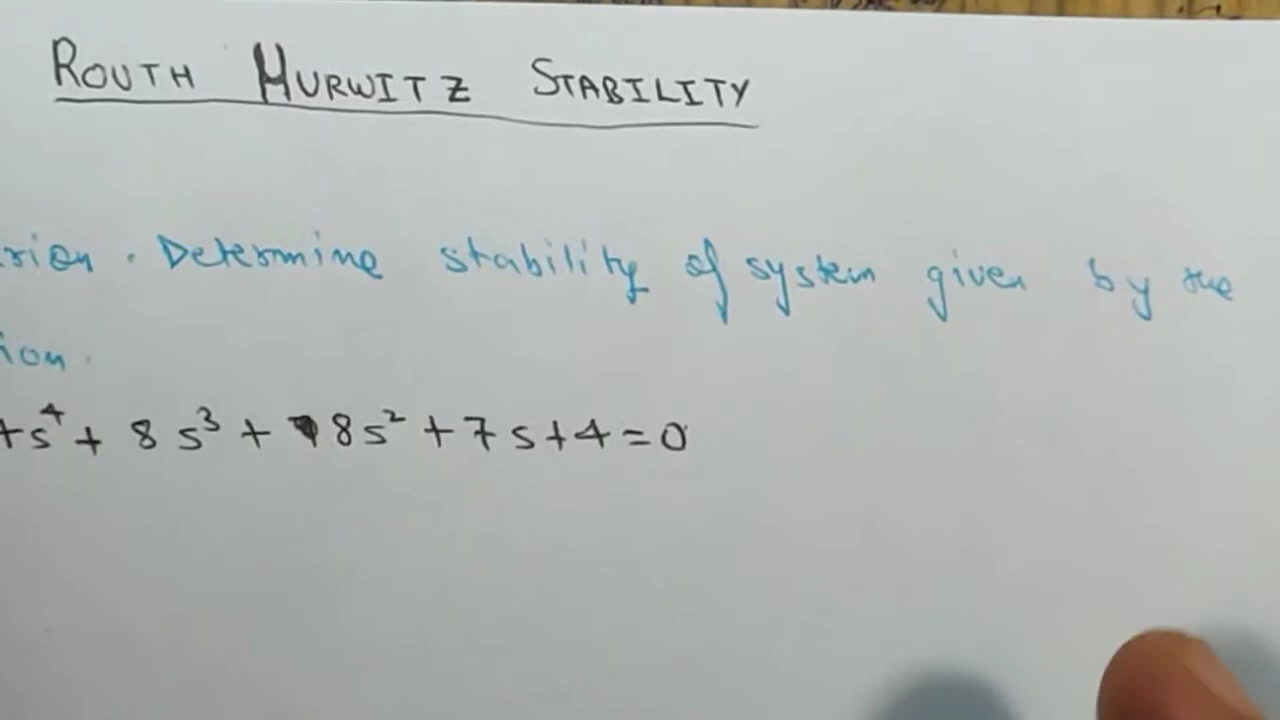 ROUTH HURWITZ STABILITY
rion. Determine stability of system given by the
ion.
+s⁴ + 8s³ + 8s² + 7s + 4 = 0